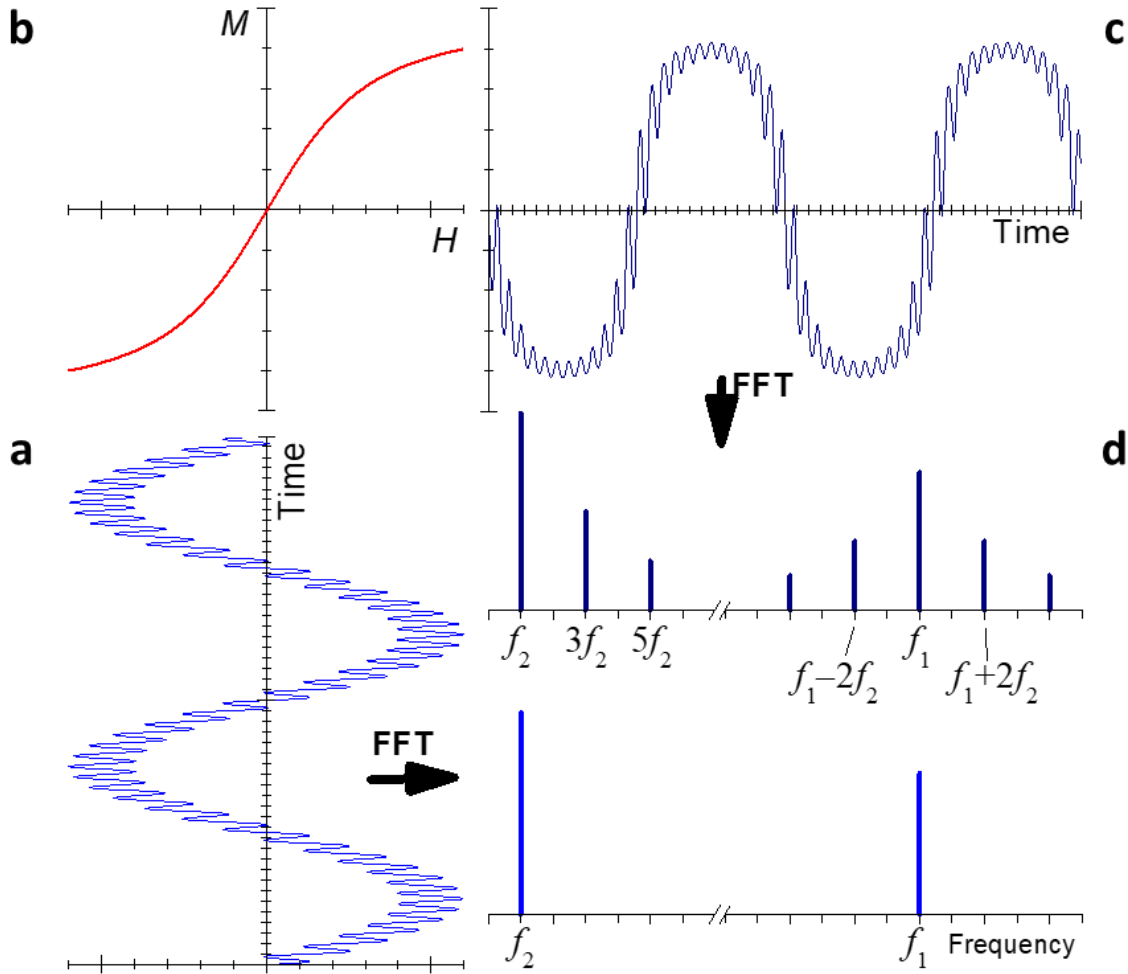 b
M
H
c
Time
FFT
a
Time
d
f₂
3f₂
5f₂
f₁−2f₂
f₁
f₁+2f₂
FFT
f₂
f₁
Frequency